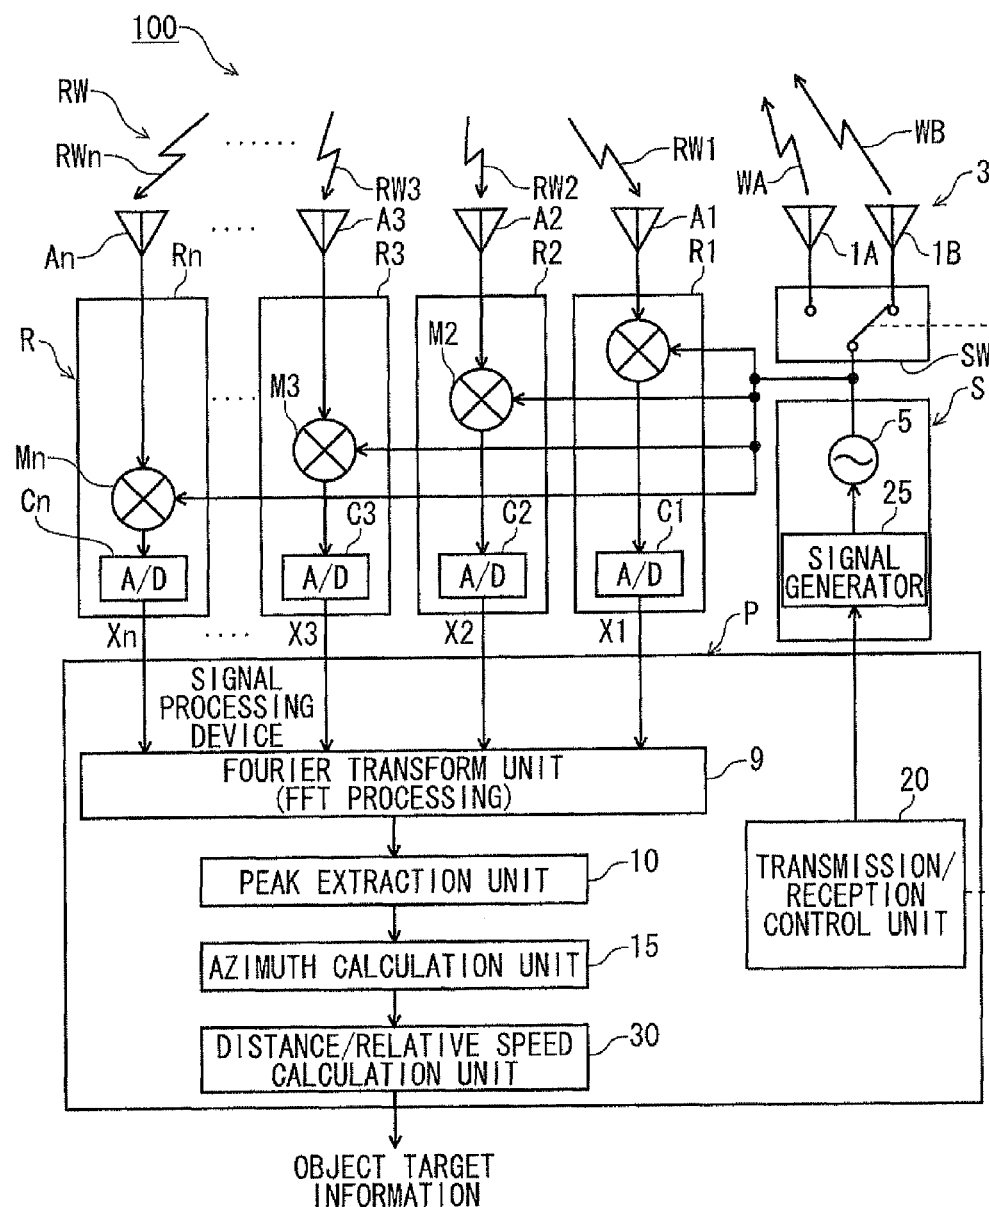 100
RW
RWn
......
RW3
RW2
RW1
WA
WB
3
An
....
A3
A2
A1
1A
1B
Rn
R3
R2
R1
R
SW
S
M2
....
M3
5
Mn
25
Cn
C3
C2
C1
A/D
A/D
A/D
A/D
SIGNAL
GENERATOR
Xn
....
X3
X2
X1
P
SIGNAL
PROCESSING
DEVICE
FOURIER TRANSFORM UNIT
(FFT PROCESSING)
9
20
PEAK EXTRACTION UNIT
10
TRANSMISSION/
RECEPTION
CONTROL UNIT
AZIMUTH CALCULATION UNIT
15
DISTANCE/RELATIVE SPEED
CALCULATION UNIT
30
OBJECT TARGET
INFORMATION